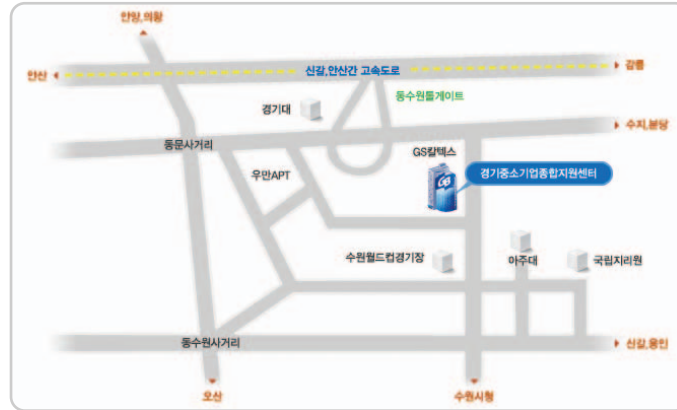 안양,의왕
안산
신갈,안산간 고속도로
강릉
동수원톨게이트
경기대
수지,분당
동문사거리
GS칼텍스
우만APT
경기중소기업종합지원센터
수원월드컵경기장
아주대
국립지리원
동수원사거리
신갈,용인
오산
수원시청